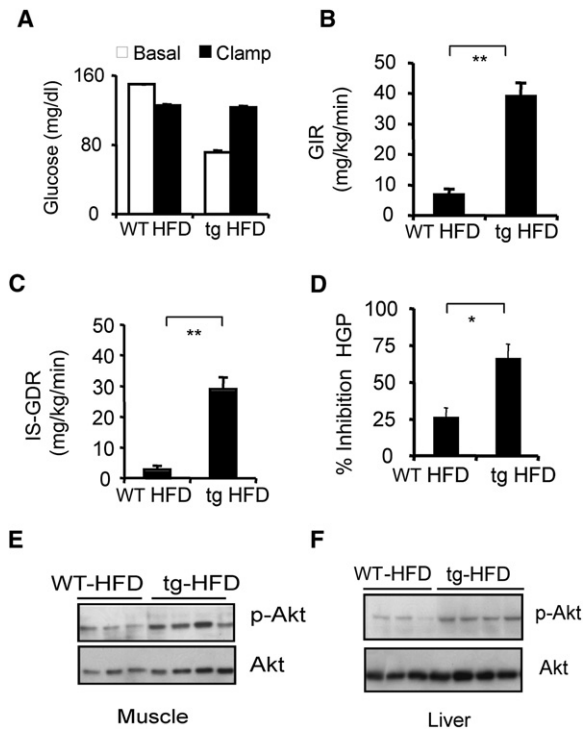 A
Basal Clamp
Glucose (mg/dl)
160
80
0
WT HFD tg HFD
B
**
GIR
(mg/kg/min)
50
40
30
20
10
0
WT HFD tg HFD
C
**
IS-GDR
(mg/kg/min)
50
40
30
20
10
0
WT HFD tg HFD
D
*
% Inhibition HGP
100
75
50
25
0
WT HFD tg HFD
E
WT-HFD tg-HFD
p-Akt
Akt
Muscle
F
WT-HFD tg-HFD
p-Akt
Akt
Liver